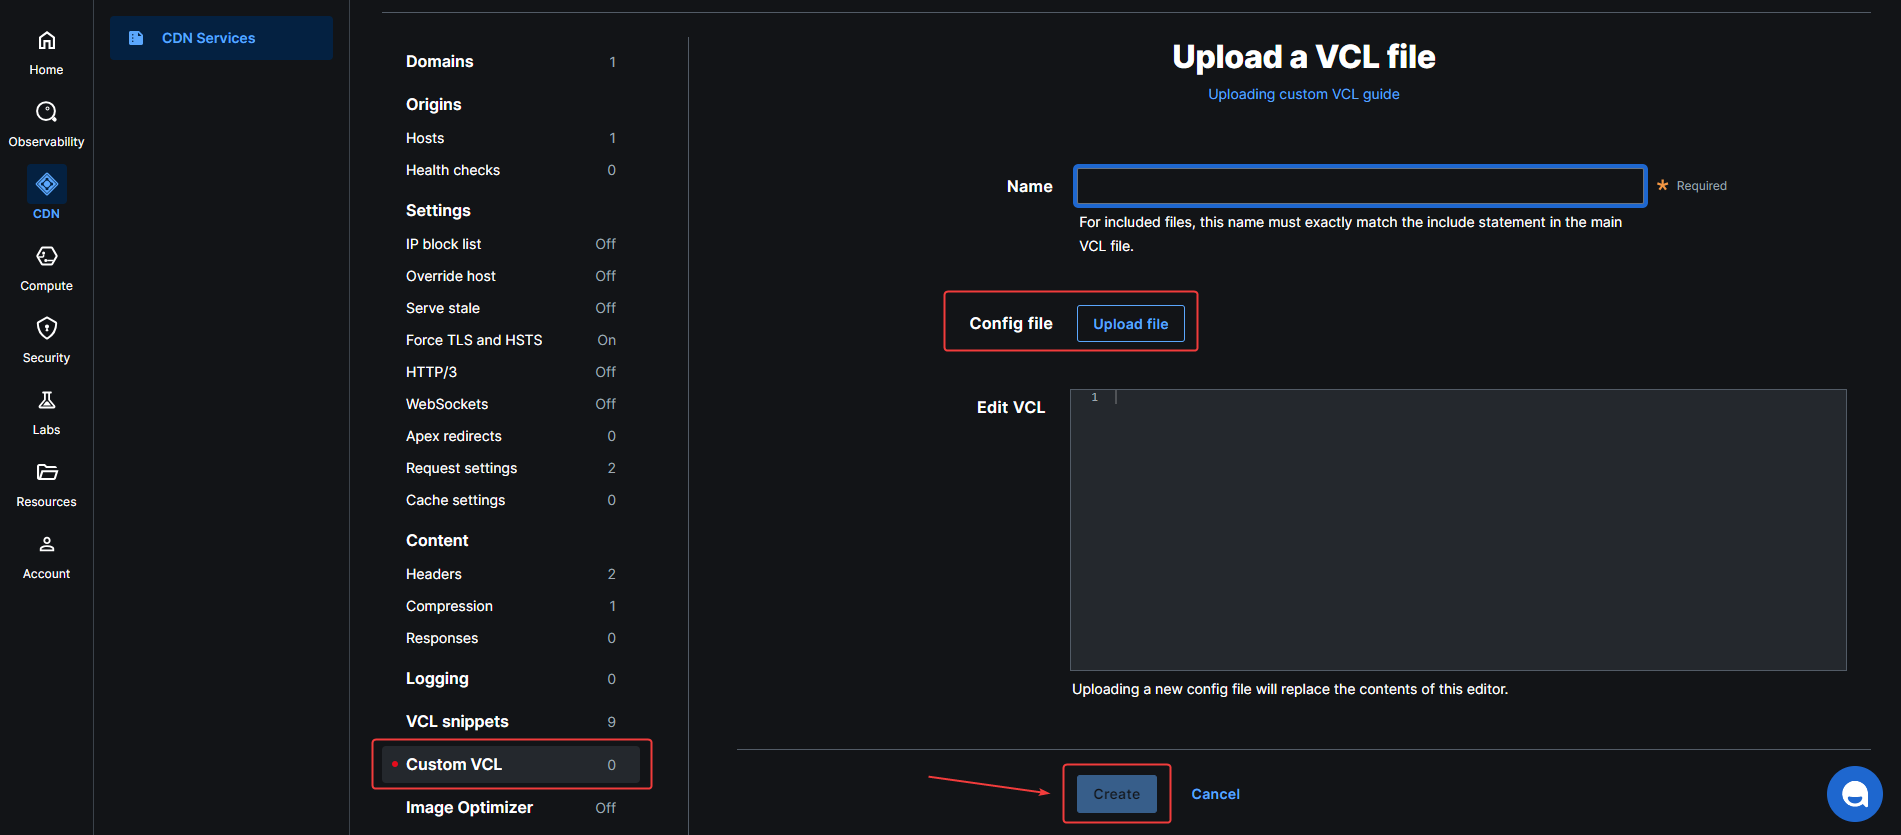 Home
Observability
CDN
Compute
Security
Labs
Resources
Account
CDN Services
Domains 1
Origins
Hosts 1
Health checks 0
Settings
IP block list Off
Override host Off
Serve stale Off
Force TLS and HSTS On
HTTP/3 Off
WebSockets Off
Apex redirects 0
Request settings 2
Cache settings 0
Content
Headers 2
Compression 1
Responses 0
Logging 0
VCL snippets 9
Custom VCL 0
Image Optimizer Off
Upload a VCL file
Uploading custom VCL guide
Name * Required
For included files, this name must exactly match the include statement in the main
VCL file.
Config file Upload file
Edit VCL 1
Uploading a new config file will replace the contents of this editor.
Create Cancel